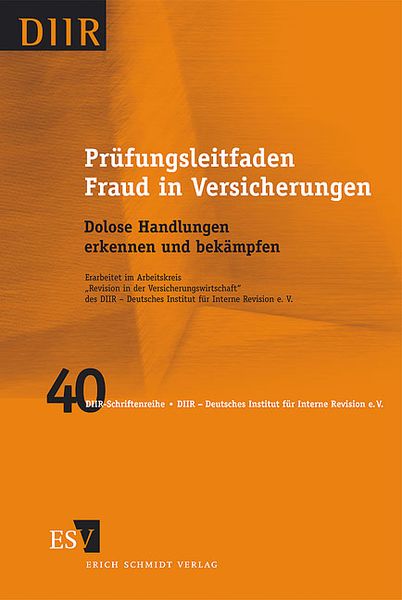 DIIR
Prüfungsleitfaden
Fraud in Versicherungen
Dolose Handlungen
erkennen und bekämpfen
Erarbeitet im Arbeitskreis
„Revision in der Versicherungswirtschaft“
des DIIR – Deutsches Institut für Interne Revision e. V.
40
DIIR-Schriftenreihe • DIIR – Deutsches Institut für Interne Revision e. V.
ESV
ERICH SCHMIDT VERLAG